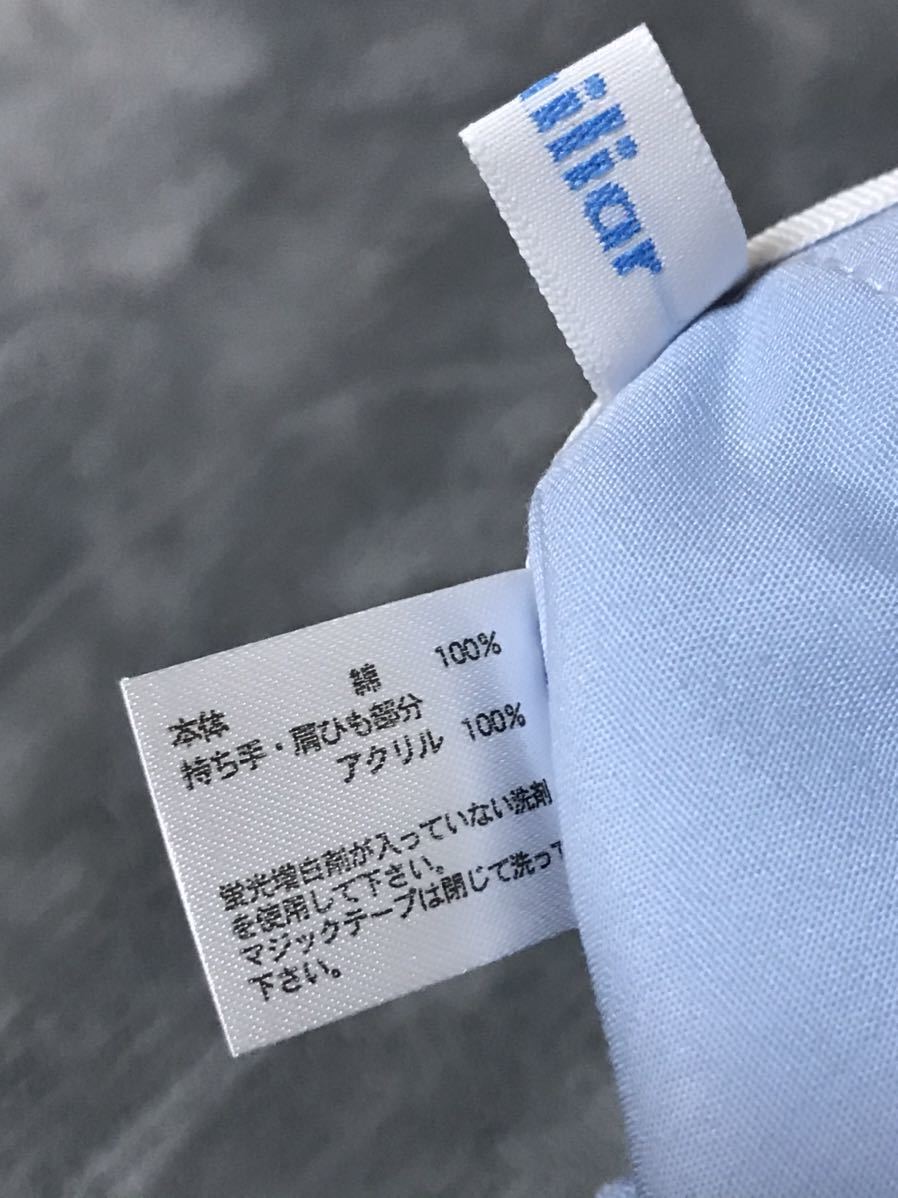 iliar
本体 綿 100%
持ち手・肩ひも部分
アクリル 100%
蛍光増白剤が入っていない洗剤
を使用して下さい。
マジックテープは閉じて洗って
下さい。